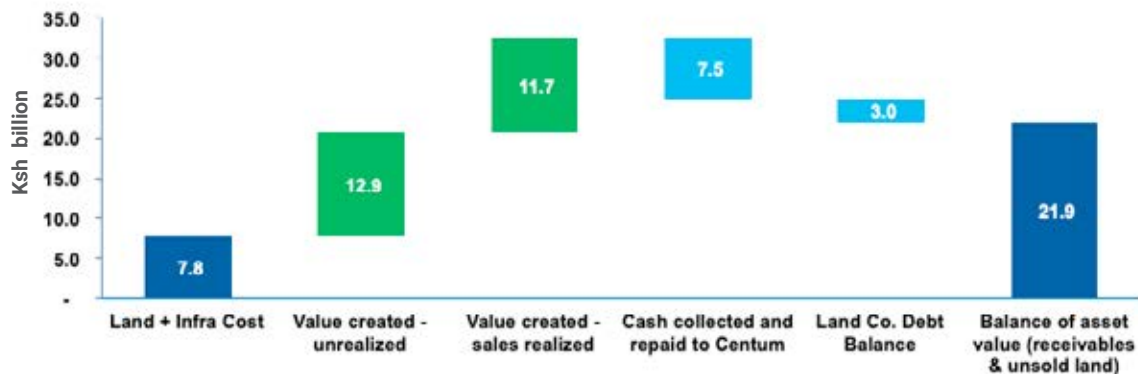 35.0
30.0
25.0
20.0
15.0
10.0
5.0
-
Ksh billion
7.8
12.9
11.7
7.5
3.0
21.9
Land + Infra Cost
Value created -
unrealized
Value created -
sales realized
Cash collected and
repaid to Centum
Land Co. Debt
Balance
Balance of asset
value (receivables
& unsold land)